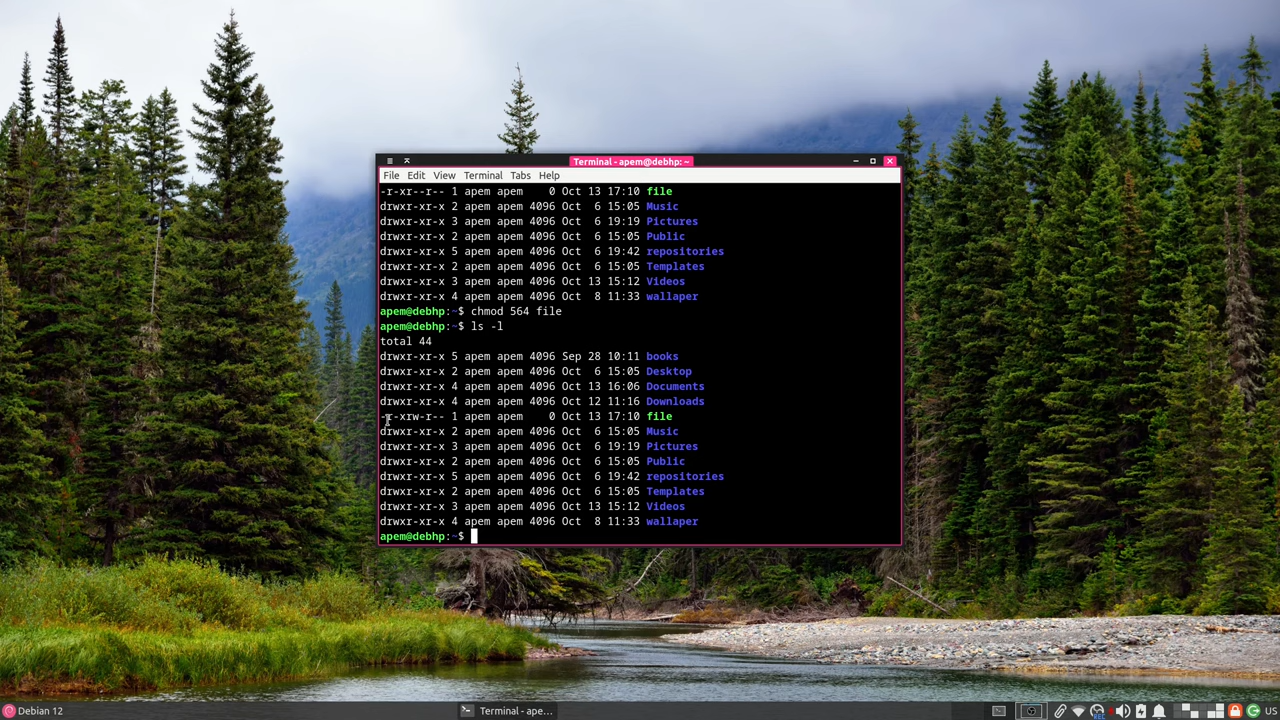 Terminal - apem@debhp: ~
File Edit View Terminal Tabs Help
-r-xr--r-- 1 apem apem    0 Oct 13 17:10 file
drwxr-xr-x 2 apem apem 4096 Oct  6 15:05 Music
drwxr-xr-x 3 apem apem 4096 Oct  6 19:19 Pictures
drwxr-xr-x 2 apem apem 4096 Oct  6 15:05 Public
drwxr-xr-x 5 apem apem 4096 Oct  6 19:42 repositories
drwxr-xr-x 2 apem apem 4096 Oct  6 15:05 Templates
drwxr-xr-x 3 apem apem 4096 Oct 13 15:12 Videos
drwxr-xr-x 4 apem apem 4096 Oct  8 11:33 wallaper
apem@debhp:~$ chmod 564 file
apem@debhp:~$ ls -l
total 44
drwxr-xr-x 5 apem apem 4096 Sep 28 10:11 books
drwxr-xr-x 2 apem apem 4096 Oct  6 15:05 Desktop
drwxr-xr-x 4 apem apem 4096 Oct 13 16:06 Documents
drwxr-xr-x 4 apem apem 4096 Oct 12 11:16 Downloads
-r-xrw-r-- 1 apem apem    0 Oct 13 17:10 file
drwxr-xr-x 2 apem apem 4096 Oct  6 15:05 Music
drwxr-xr-x 3 apem apem 4096 Oct  6 19:19 Pictures
drwxr-xr-x 2 apem apem 4096 Oct  6 15:05 Public
drwxr-xr-x 5 apem apem 4096 Oct  6 19:42 repositories
drwxr-xr-x 2 apem apem 4096 Oct  6 15:05 Templates
drwxr-xr-x 3 apem apem 4096 Oct 13 15:12 Videos
drwxr-xr-x 4 apem apem 4096 Oct  8 11:33 wallaper
apem@debhp:~$
Debian 12 Terminal - ape... US